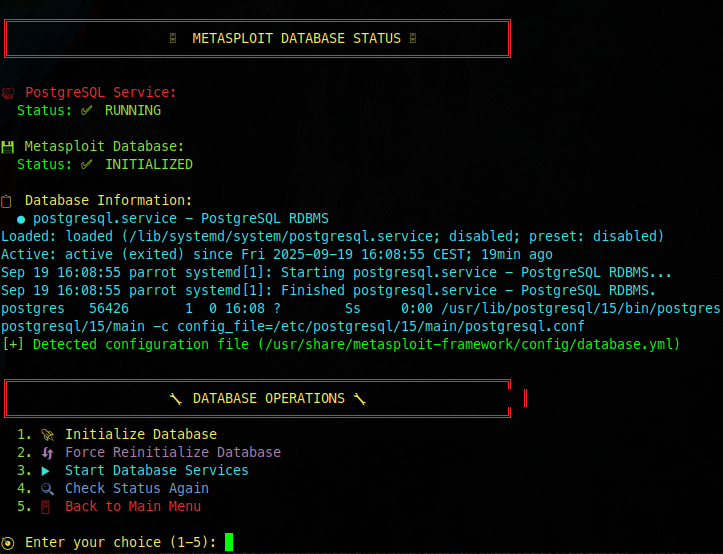 METASPLOIT DATABASE STATUS
PostgreSQL Service:
Status: ✅ RUNNING
Metasploit Database:
Status: ✅ INITIALIZED
Database Information:
● postgresql.service - PostgreSQL RDBMS
Loaded: loaded (/lib/systemd/system/postgresql.service; disabled; preset: disabled)
Active: active (exited) since Fri 2025-09-19 16:08:55 CEST; 19min ago
Sep 19 16:08:55 parrot systemd[1]: Starting postgresql.service - PostgreSQL RDBMS...
Sep 19 16:08:55 parrot systemd[1]: Finished postgresql.service - PostgreSQL RDBMS.
postgres 56426 1 0 16:08 ? Ss 0:00 /usr/lib/postgresql/15/bin/postgres
postgresql/15/main -c config_file=/etc/postgresql/15/main/postgresql.conf
[+] Detected configuration file (/usr/share/metasploit-framework/config/database.yml)
DATABASE OPERATIONS
1. Initialize Database
2. Force Reinitialize Database
3. Start Database Services
4. Check Status Again
5. Back to Main Menu
Enter your choice (1-5):